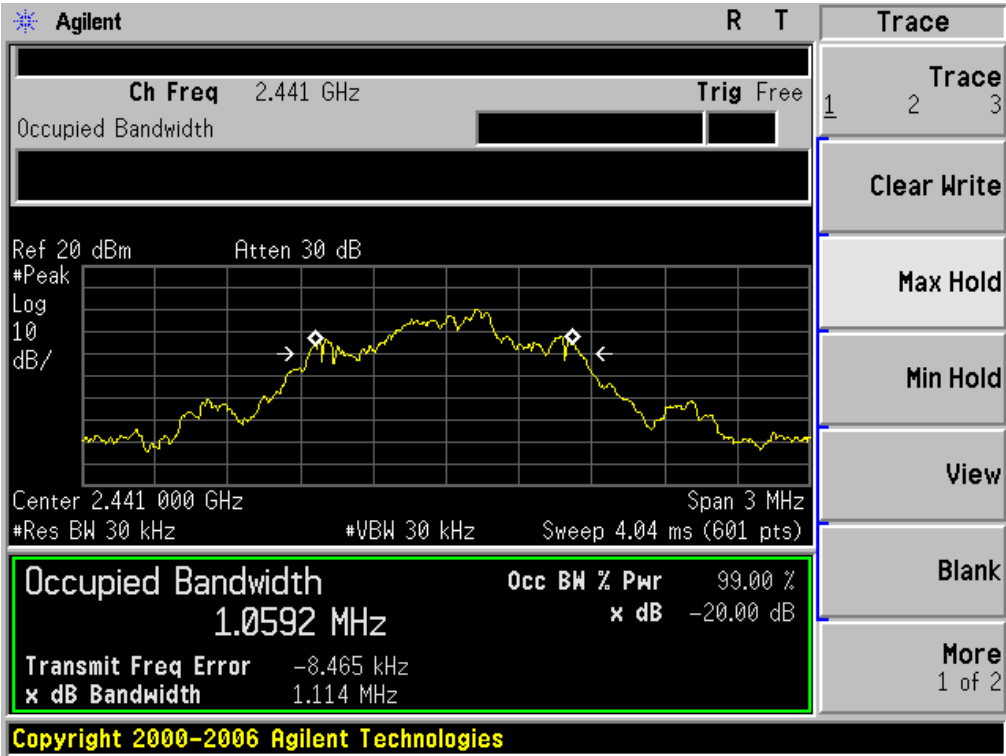 Agilent R T Trace
Ch Freq 2.441 GHz Trig Free
Occupied Bandwidth
Ref 20 dBm Atten 30 dB
#Peak
Log
10
dB/
Center 2.441 000 GHz Span 3 MHz
#Res BW 30 kHz #VBW 30 kHz Sweep 4.04 ms (601 pts)
Occupied Bandwidth
1.0592 MHz
Occ BW % Pwr 99.00 %
x dB -20.00 dB
Transmit Freq Error -8.465 kHz
x dB Bandwidth 1.114 MHz
Trace
1 2 3
Clear Write
Max Hold
Min Hold
View
Blank
More
1 of 2
Copyright 2000-2006 Agilent Technologies